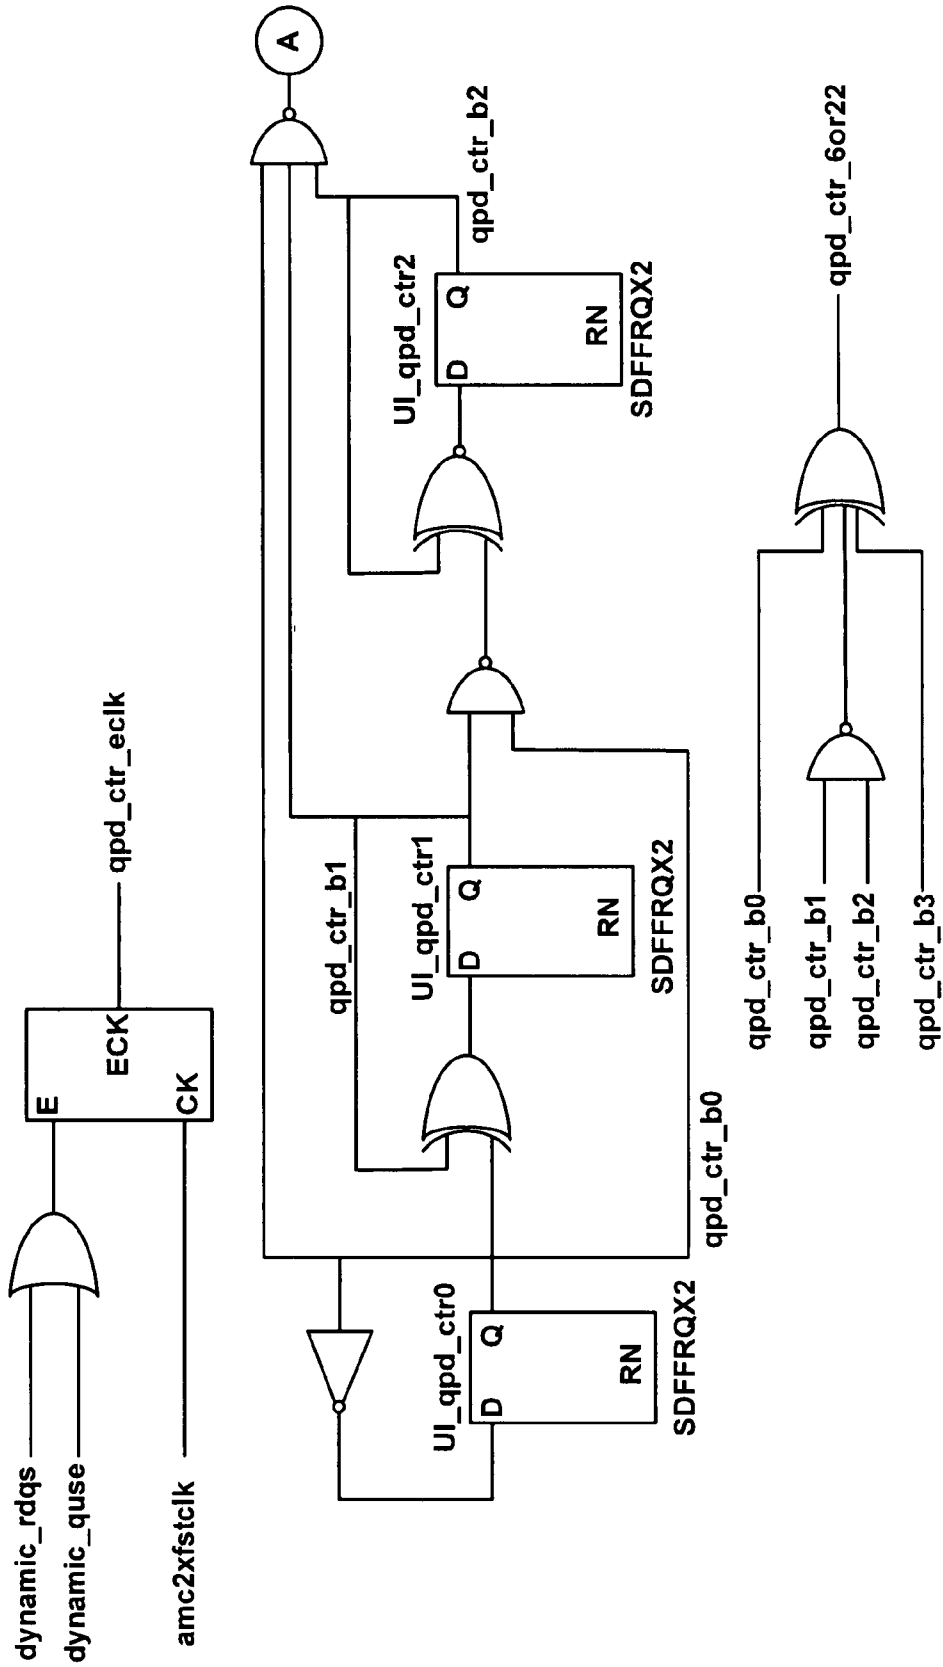 dynamic_rdqs
dynamic_quse
amc2xfstclk
E
CK
ECK
qpd_ctr_eclk
UI_qpd_ctr0
D
Q
RN
SDFFRQX2
qpd_ctr_b0
qpd_ctr_b1
UI_qpd_ctr1
D
Q
RN
SDFFRQX2
UI_qpd_ctr2
D
Q
RN
SDFFRQX2
qpd_ctr_b2
A
qpd_ctr_b0
qpd_ctr_b1
qpd_ctr_b2
qpd_ctr_b3
qpd_ctr_6or22